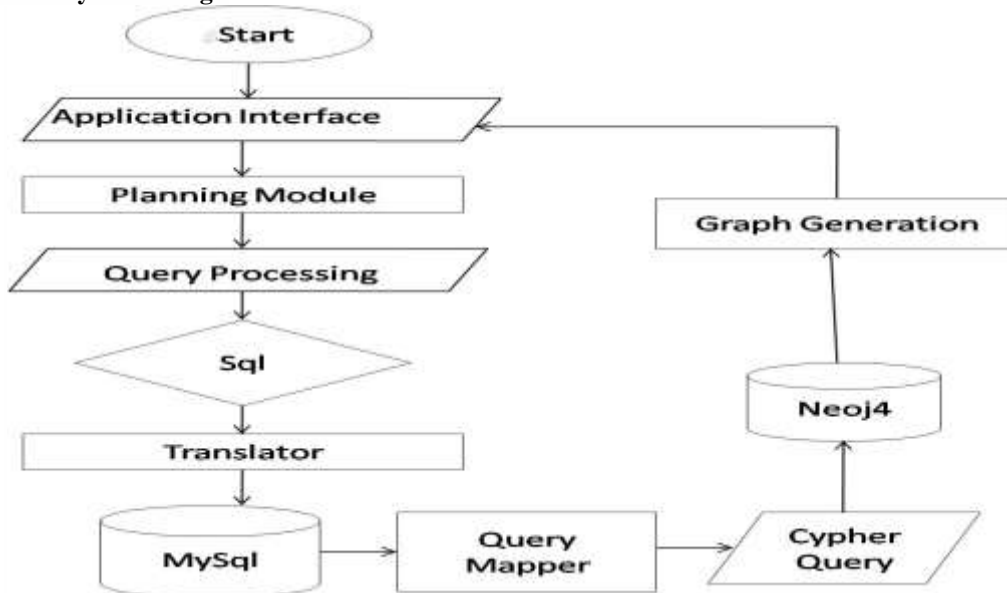 Start
Application Interface
Planning Module
Graph Generation
Query Processing
Sql
Neoj4
Translator
MySql
Query
Mapper
Cypher
Query